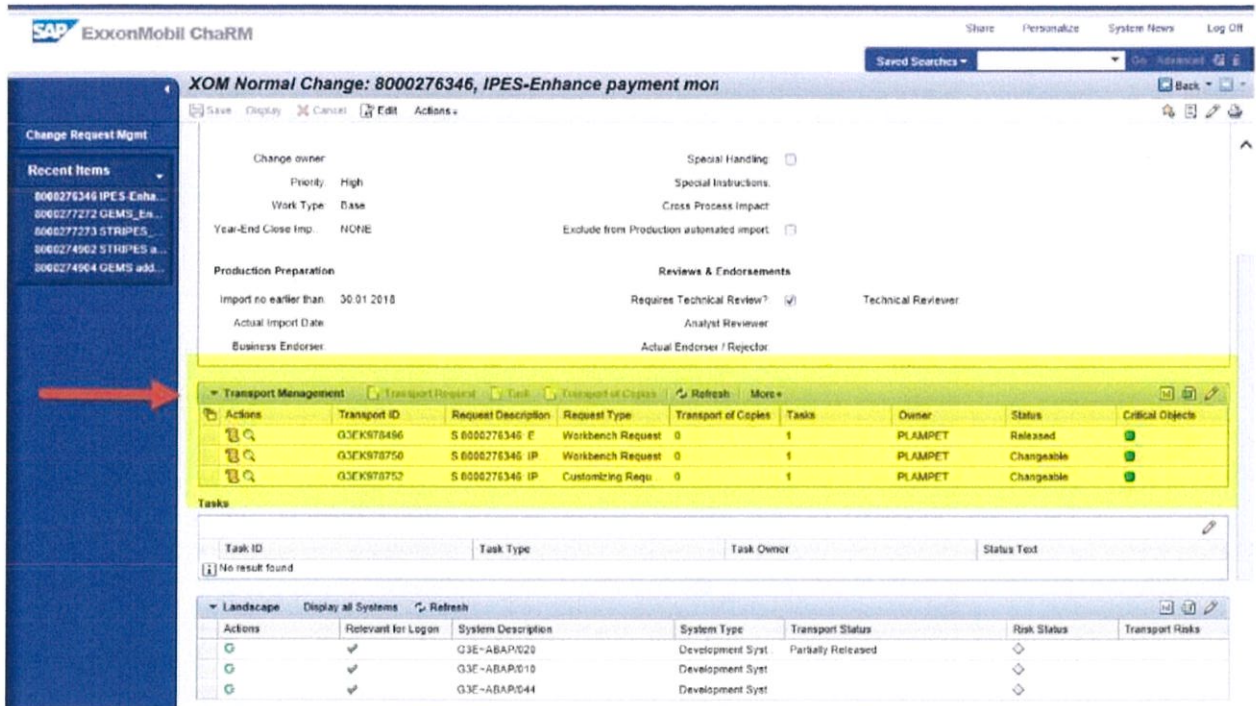 SAP ExxonMobil ChaRM
Share Personalize System News Log Off
Saved Searches Go Advanced
XOM Normal Change: 8000276346, IPES-Enhance payment mon
Back
Save Display Cancel Edit Actions
Change Request Mgmt
Recent Items
8000276346 IPES-Enha...
8000277272 GEMS_En...
8000277273 STRIPES_...
8000274902 STRIPES a...
8000274904 GEMS add...
Change owner Special Handling
Priority High Special Instructions:
Work Type Base Cross Process Impact
Year-End Close Imp... NONE Exclude from Production automated import
Production Preparation Reviews & Endorsements
Import no earlier than 30.01.2018 Requires Technical Review? Technical Reviewer
Actual Import Date Analyst Reviewer
Business Endorser: Actual Endorser / Rejector
Transport Management Transport Request Task Transport of Copies Refresh More
Actions Transport ID Request Description Request Type Transport of Copies Tasks Owner Status Critical Objects
G3EK978496 S 8000276346 E Workbench Request 0 1 PLAMPET Released
G3EK978750 S 8000276346 IP Workbench Request 0 1 PLAMPET Changeable
G3EK978752 S 8000276346 IP Customizing Requ 0 1 PLAMPET Changeable
Tasks
Task ID Task Type Task Owner Status Text
No result found
Landscape Display all Systems Refresh
Actions Relevant for Logon System Description System Type Transport Status Risk Status Transport Risks
G3E~ABAP/020 Development Syst Partially Released
G3E~ABAP/010 Development Syst
G3E~ABAP/044 Development Syst